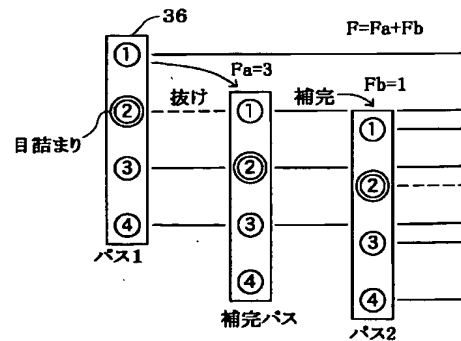 36
F=Fa+Fb
① Fa=3
② 抜け ① 補完 Fb=1
目詰まり ①
③ ② ②
④ ③ ③
パス1 ④ ④
補完パス パス2